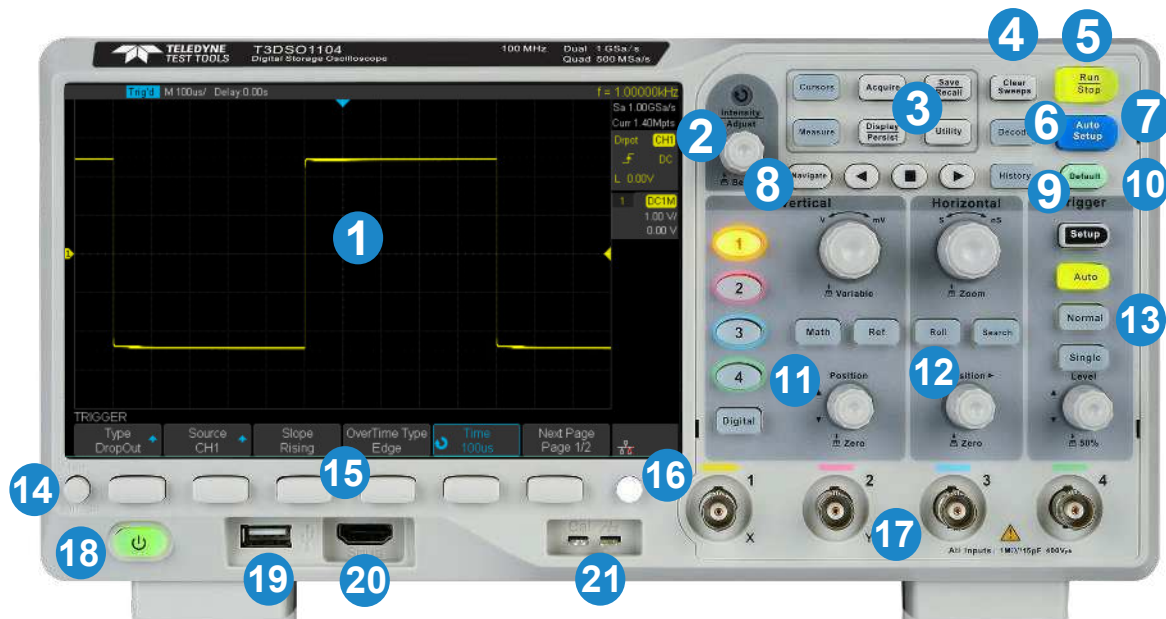 TELEDYNE
TEST TOOLS
T3DSO1104
Digital Storage Oscilloscope
100 MHz
Dual 1 GSa/s
Quad 500 MSa/s
Trig'd M 100us/ Delay:0.00s
f = 1.00000kHz
Sa 1.00GSa/s
Curr 1.40Mpts
Drpot CH1
DC
L 0.00V
1 DC1M
1.00 V/
0.00 V
1
1
TRIGGER
Type
DropOut
Source
CH1
Slope
Rising
OverTime Type
Edge
Time
100us
Next Page
Page 1/2
Intensity
Adjust
2
Cursors
Acquire
Save
Recall
3
Measure
Display
Persist
Utility
4
Clear
Sweeps
5
Run
Stop
Decode
6
Auto
Setup
7
8
Navigate
History
9
Default
10
Vertical
Horizontal
Trigger
V
mV
Variable
S
nS
Zoom
Setup
Auto
Normal
13
Single
1
2
3
4
Digital
Math
Ref
Roll
Search
11
Position
Zero
12
Position
Zero
Level
50%
14
15
16
1
X
2
Y
17
3
4
All Inputs 1MΩ//15pF 400Vpk
18
19
20
21
Cal